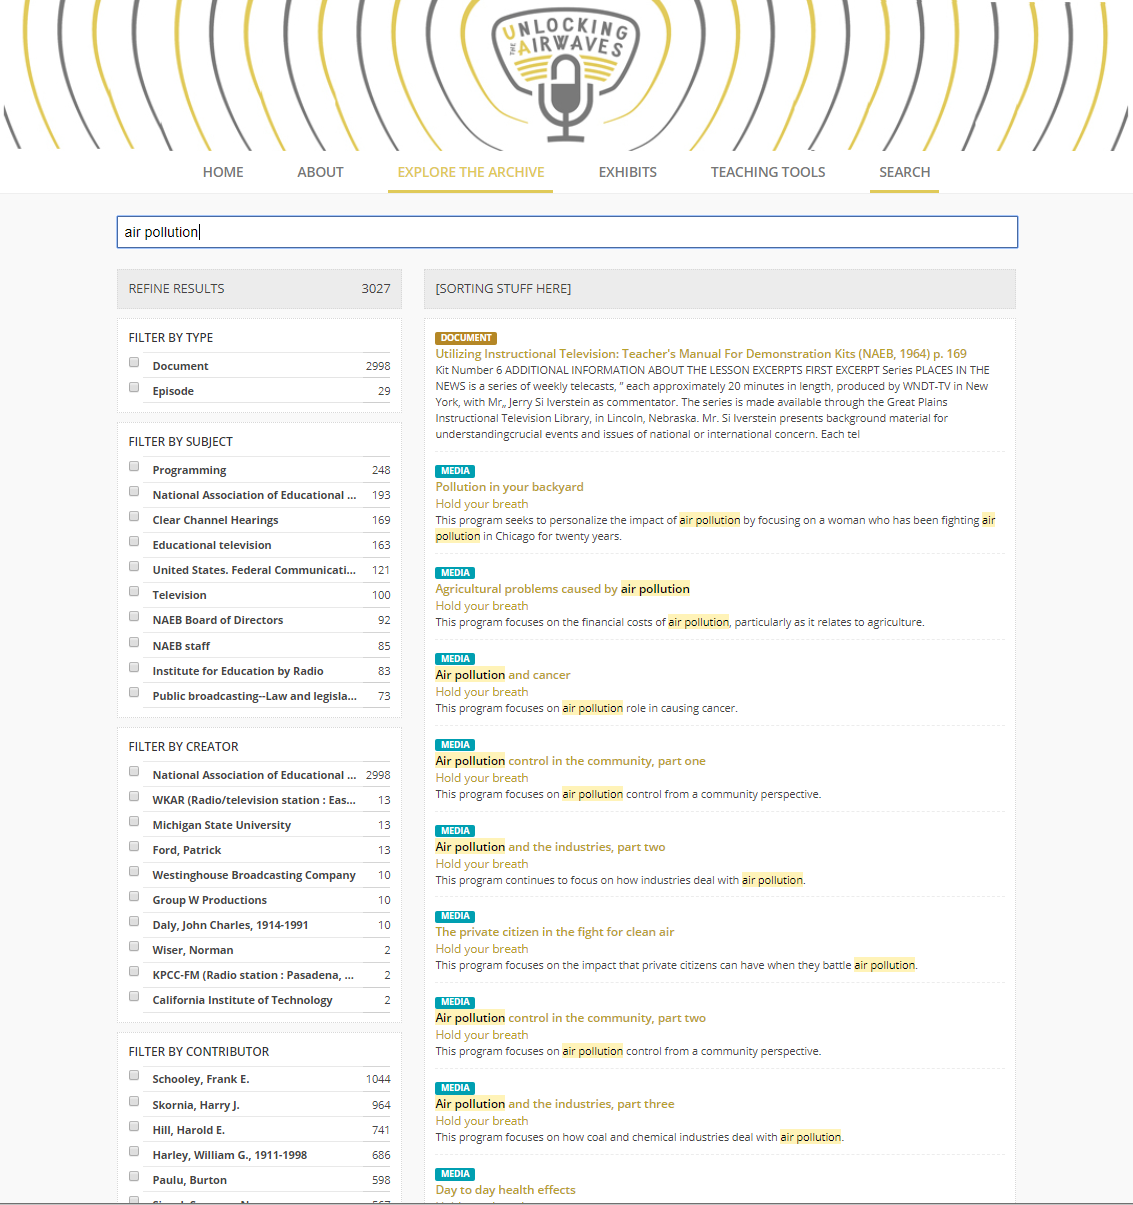 UNLOCKING
THE AIRWAVES
HOME ABOUT EXPLORE THE ARCHIVE EXHIBITS TEACHING TOOLS SEARCH
air pollution
REFINE RESULTS 3027
FILTER BY TYPE
Document 2998
Episode 29
FILTER BY SUBJECT
Programming 248
National Association of Educational ... 193
Clear Channel Hearings 169
Educational television 163
United States. Federal Communicati... 121
Television 100
NAEB Board of Directors 92
NAEB staff 85
Institute for Education by Radio 83
Public broadcasting--Law and legisla... 73
FILTER BY CREATOR
National Association of Educational ... 2998
WKAR (Radio/television station : Eas... 13
Michigan State University 13
Ford, Patrick 13
Westinghouse Broadcasting Company 10
Group W Productions 10
Daly, John Charles, 1914-1991 10
Wiser, Norman 2
KPCC-FM (Radio station : Pasadena, ... 2
California Institute of Technology 2
FILTER BY CONTRIBUTOR
Schooley, Frank E. 1044
Skornia, Harry J. 964
Hill, Harold E. 741
Harley, William G., 1911-1998 686
Paulu, Burton 598
[SORTING STUFF HERE]
DOCUMENT
Utilizing Instructional Television: Teacher's Manual For Demonstration Kits (NAEB, 1964) p. 169
Kit Number 6 ADDITIONAL INFORMATION ABOUT THE LESSON EXCERPTS FIRST EXCERPT Series PLACES IN THE
NEWS is a series of weekly telecasts, " each approximately 20 minutes in length, produced by WNDT-TV in New
York, with Mr,, Jerry Si lverstein as commentator. The series is made available through the Great Plains
Instructional Television Library, in Lincoln, Nebraska. Mr. Si lverstein presents background material for
understandingcrucial events and issues of national or international concern. Each tel
MEDIA
Pollution in your backyard
Hold your breath
This program seeks to personalize the impact of air pollution by focusing on a woman who has been fighting air
pollution in Chicago for twenty years.
MEDIA
Agricultural problems caused by air pollution
Hold your breath
This program focuses on the financial costs of air pollution, particularly as it relates to agriculture.
MEDIA
Air pollution and cancer
Hold your breath
This program focuses on air pollution role in causing cancer.
MEDIA
Air pollution control in the community, part one
Hold your breath
This program focuses on air pollution control from a community perspective.
MEDIA
Air pollution and the industries, part two
Hold your breath
This program continues to focus on how industries deal with air pollution.
MEDIA
The private citizen in the fight for clean air
Hold your breath
This program focuses on the impact that private citizens can have when they battle air pollution.
MEDIA
Air pollution control in the community, part two
Hold your breath
This program focuses on air pollution control from a community perspective.
MEDIA
Air pollution and the industries, part three
Hold your breath
This program focuses on how coal and chemical industries deal with air pollution.
MEDIA
Day to day health effects